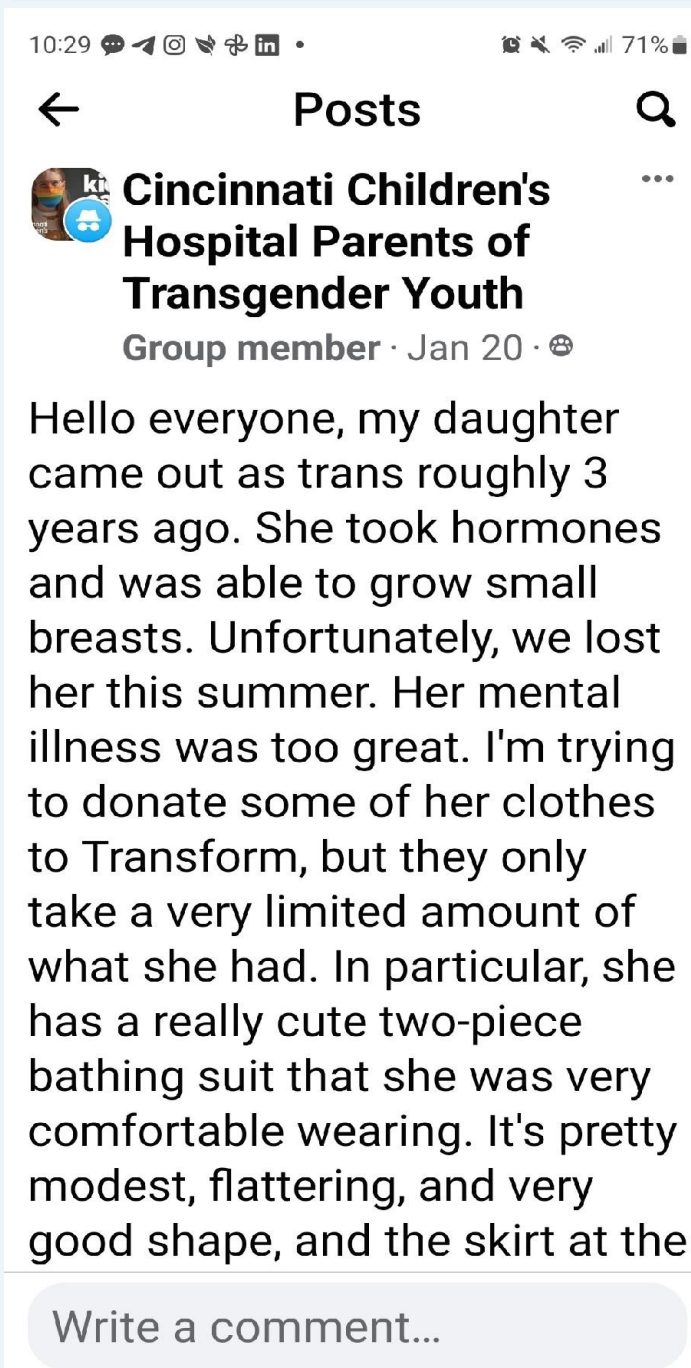 10:29
71%
Posts
Cincinnati Children's
Hospital Parents of
Transgender Youth
Group member · Jan 20 ·
Hello everyone, my daughter
came out as trans roughly 3
years ago. She took hormones
and was able to grow small
breasts. Unfortunately, we lost
her this summer. Her mental
illness was too great. I'm trying
to donate some of her clothes
to Transform, but they only
take a very limited amount of
what she had. In particular, she
has a really cute two-piece
bathing suit that she was very
comfortable wearing. It's pretty
modest, flattering, and very
good shape, and the skirt at the
Write a comment...